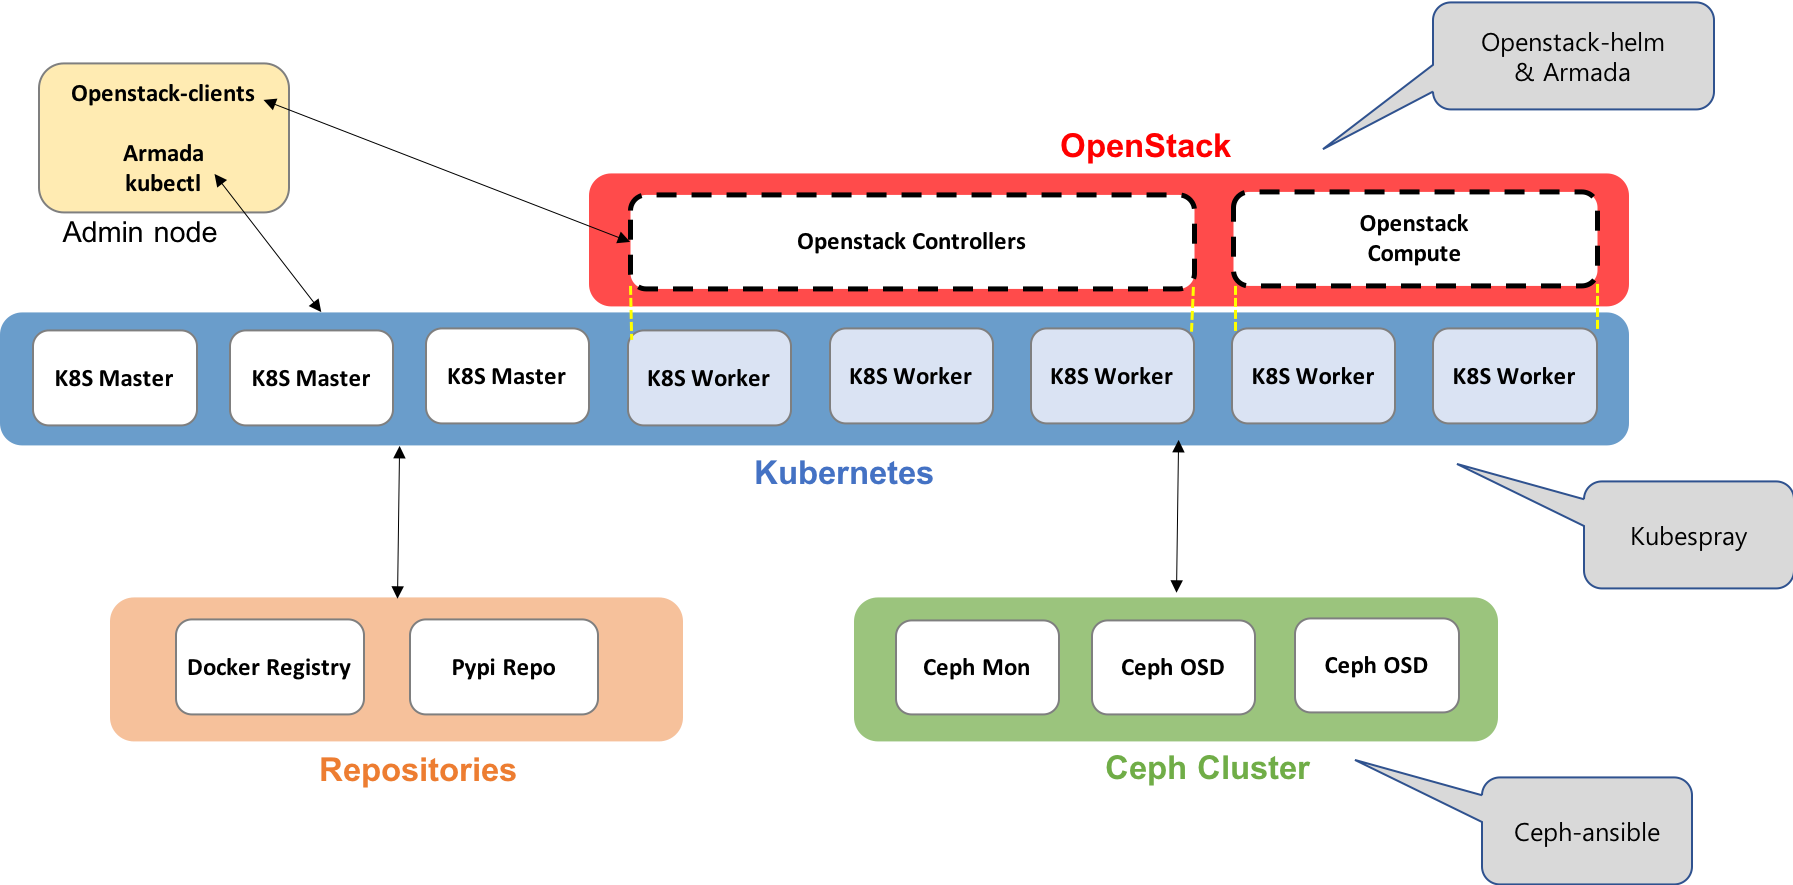 Openstack-helm
& Armada
Openstack-clients
Armada
kubectl
Admin node
OpenStack
Openstack Controllers
Openstack
Compute
K8S Master
K8S Master
K8S Master
K8S Worker
K8S Worker
K8S Worker
K8S Worker
K8S Worker
Kubernetes
Kubespray
Docker Registry
Pypi Repo
Ceph Mon
Ceph OSD
Ceph OSD
Repositories
Ceph Cluster
Ceph-ansible